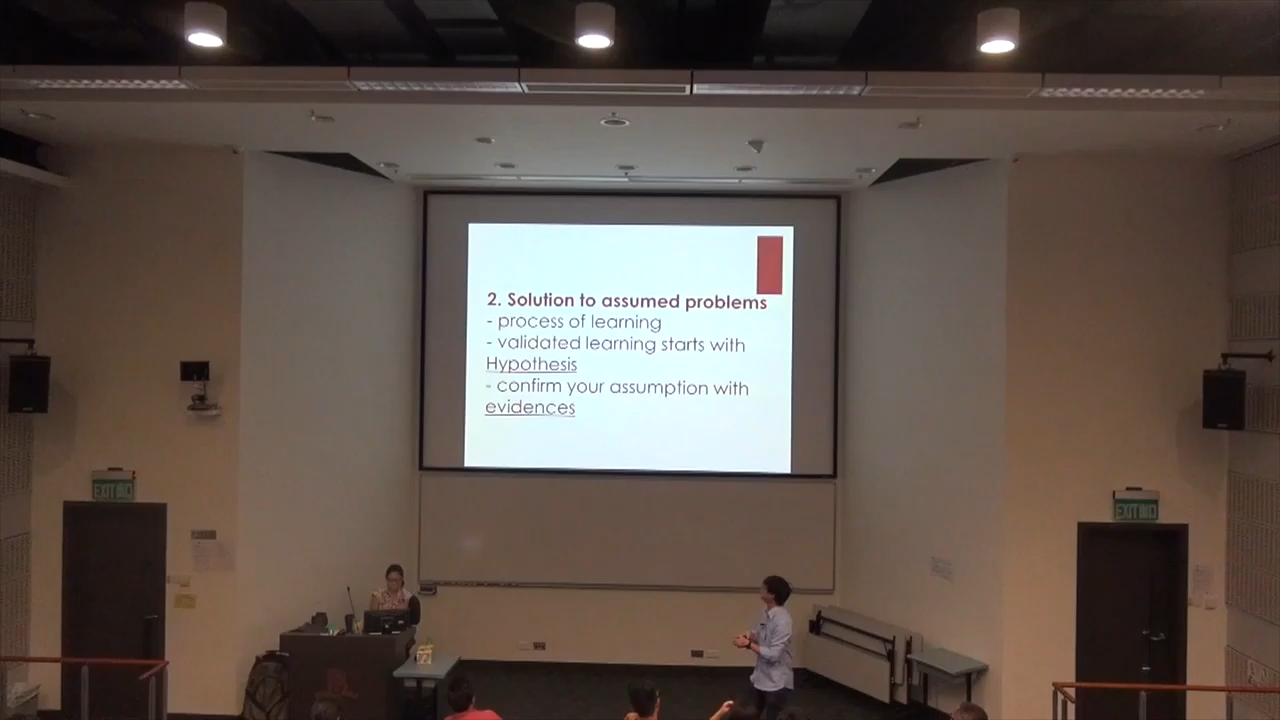 2. Solution to assumed problems
- process of learning
- validated learning starts with
Hypothesis
- confirm your assumption with
evidences
EXIT
EXIT